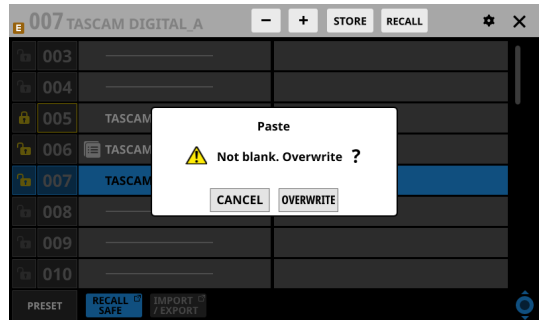 E 007 TASCAM DIGITAL_A − + STORE RECALL
003
004
005 TASCAM
Paste
006 TASCAM
Not blank. Overwrite ?
007 TASCAM
CANCEL OVERWRITE
008
009
010
PRESET RECALL SAFE IMPORT / EXPORT